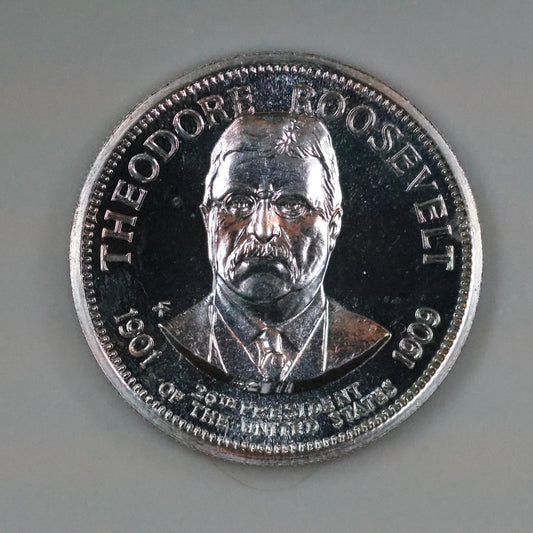 THEODORE ROOSEVELT
1901
1909
26TH PRESIDENT
OF THE UNITED STATES